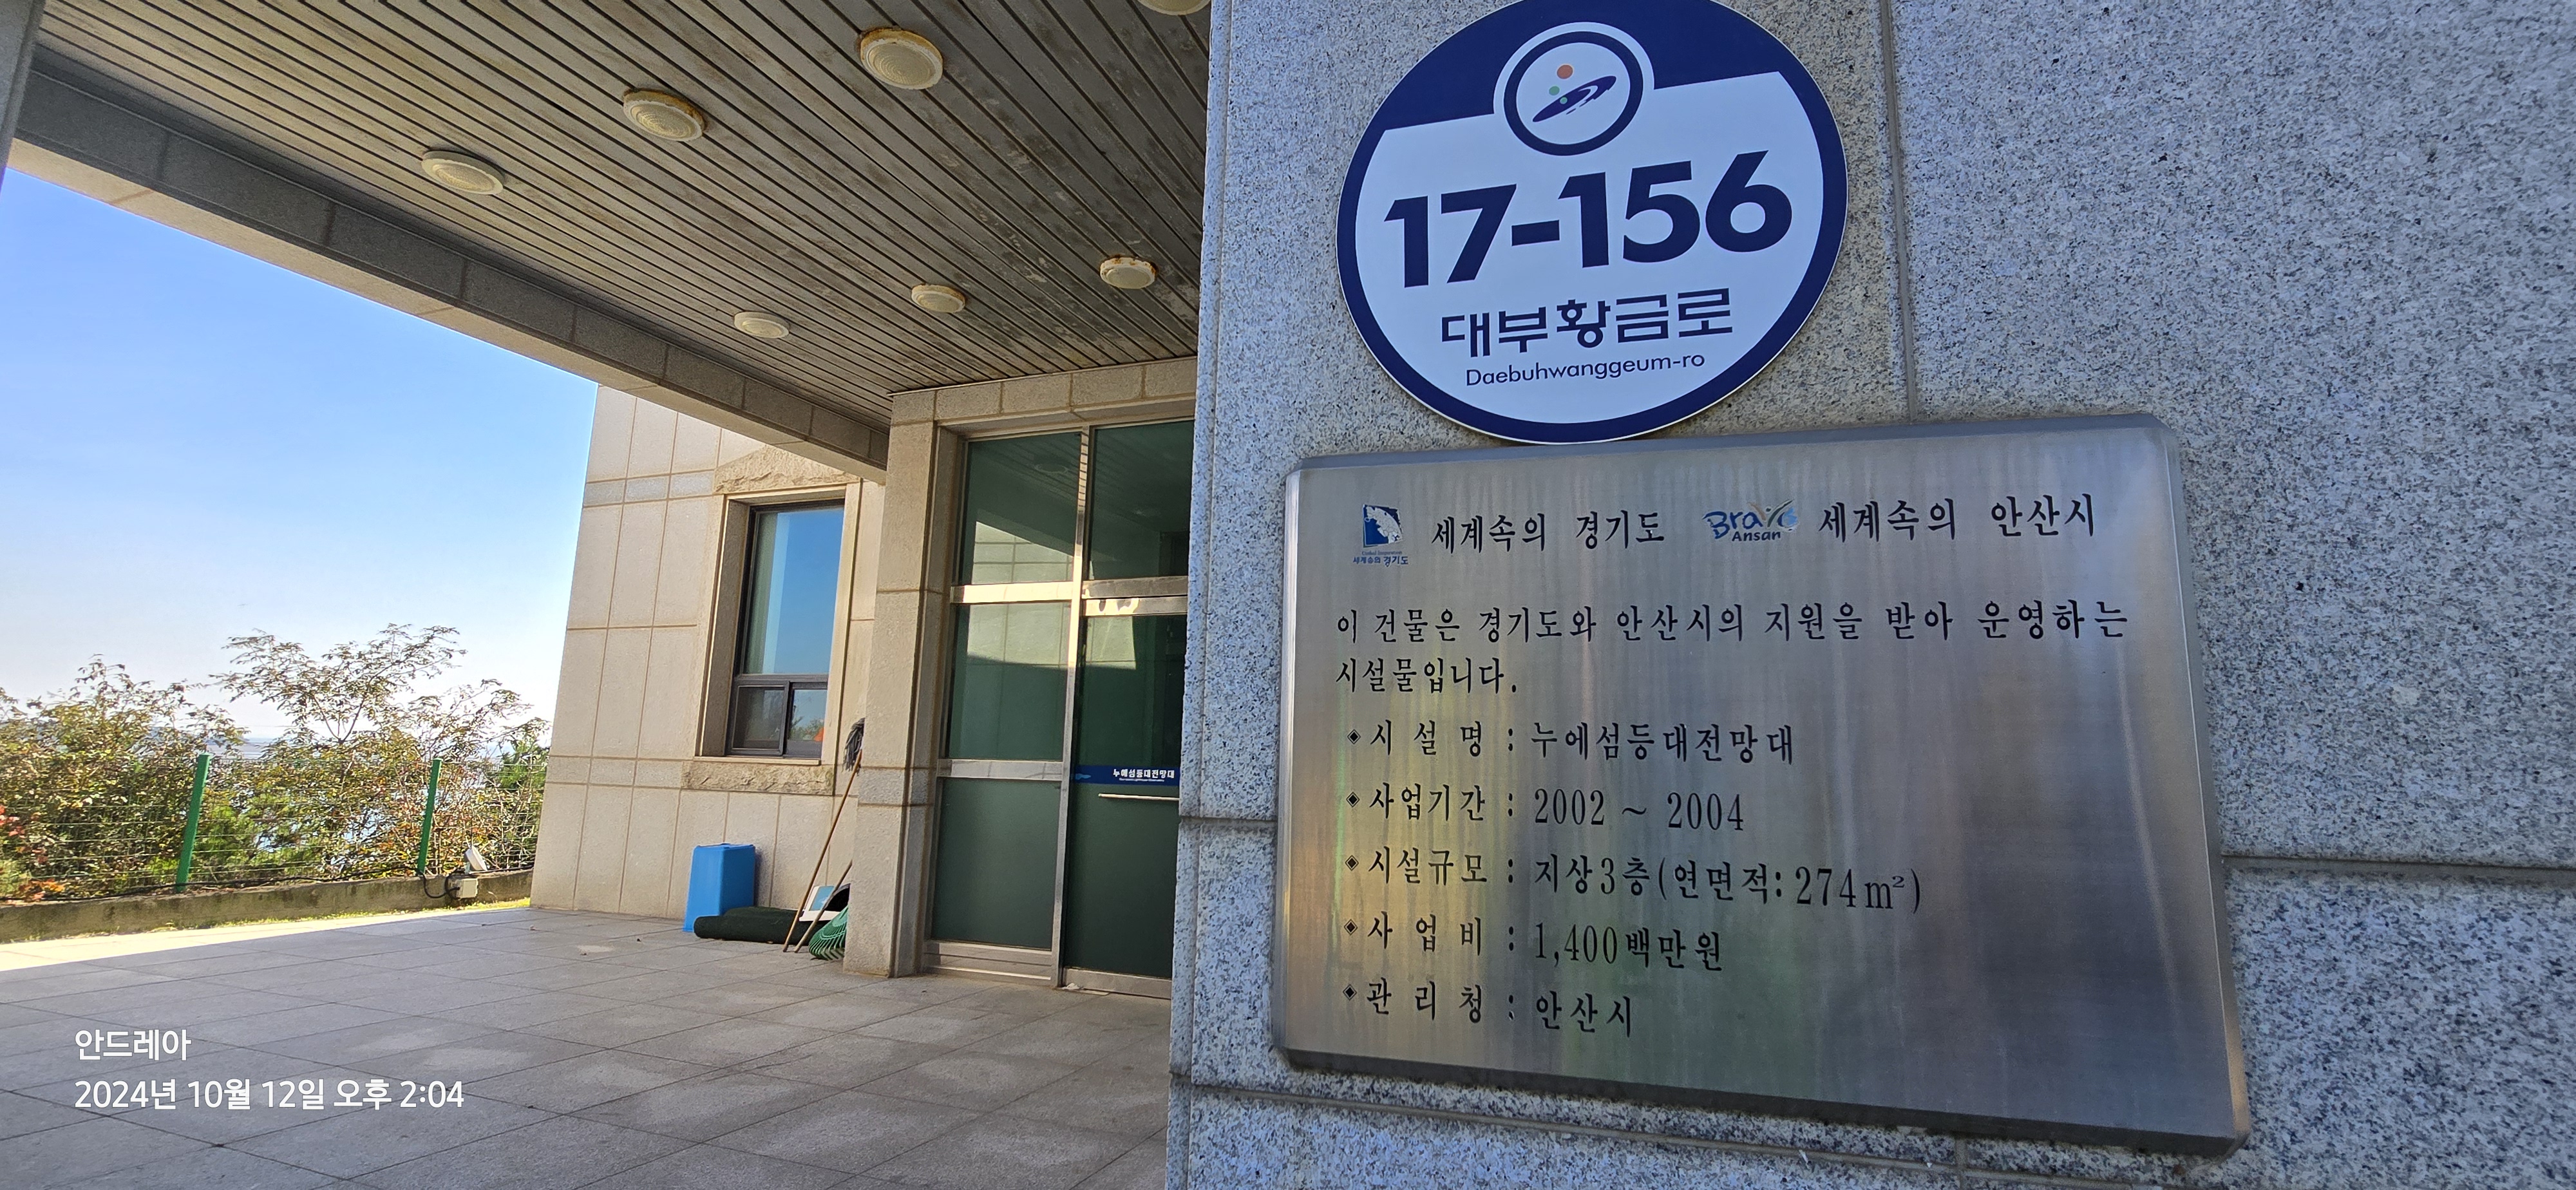 17-156
대부황금로
Daebuhwanggeum-ro
세계속의 경기도
세계속의 경기도 Bravo Ansan 세계속의 안산시
이 건물은 경기도와 안산시의 지원을 받아 운영하는
시설물입니다.
◈시 설 명 : 누에섬등대전망대
◈사업기간 : 2002 ~ 2004
◈시설규모 : 지상3층(연면적: 274m²)
◈사 업 비 : 1,400백만원
◈관 리 청 : 안산시
누에섬등대전망대
안드레아
2024년 10월 12일 오후 2:04